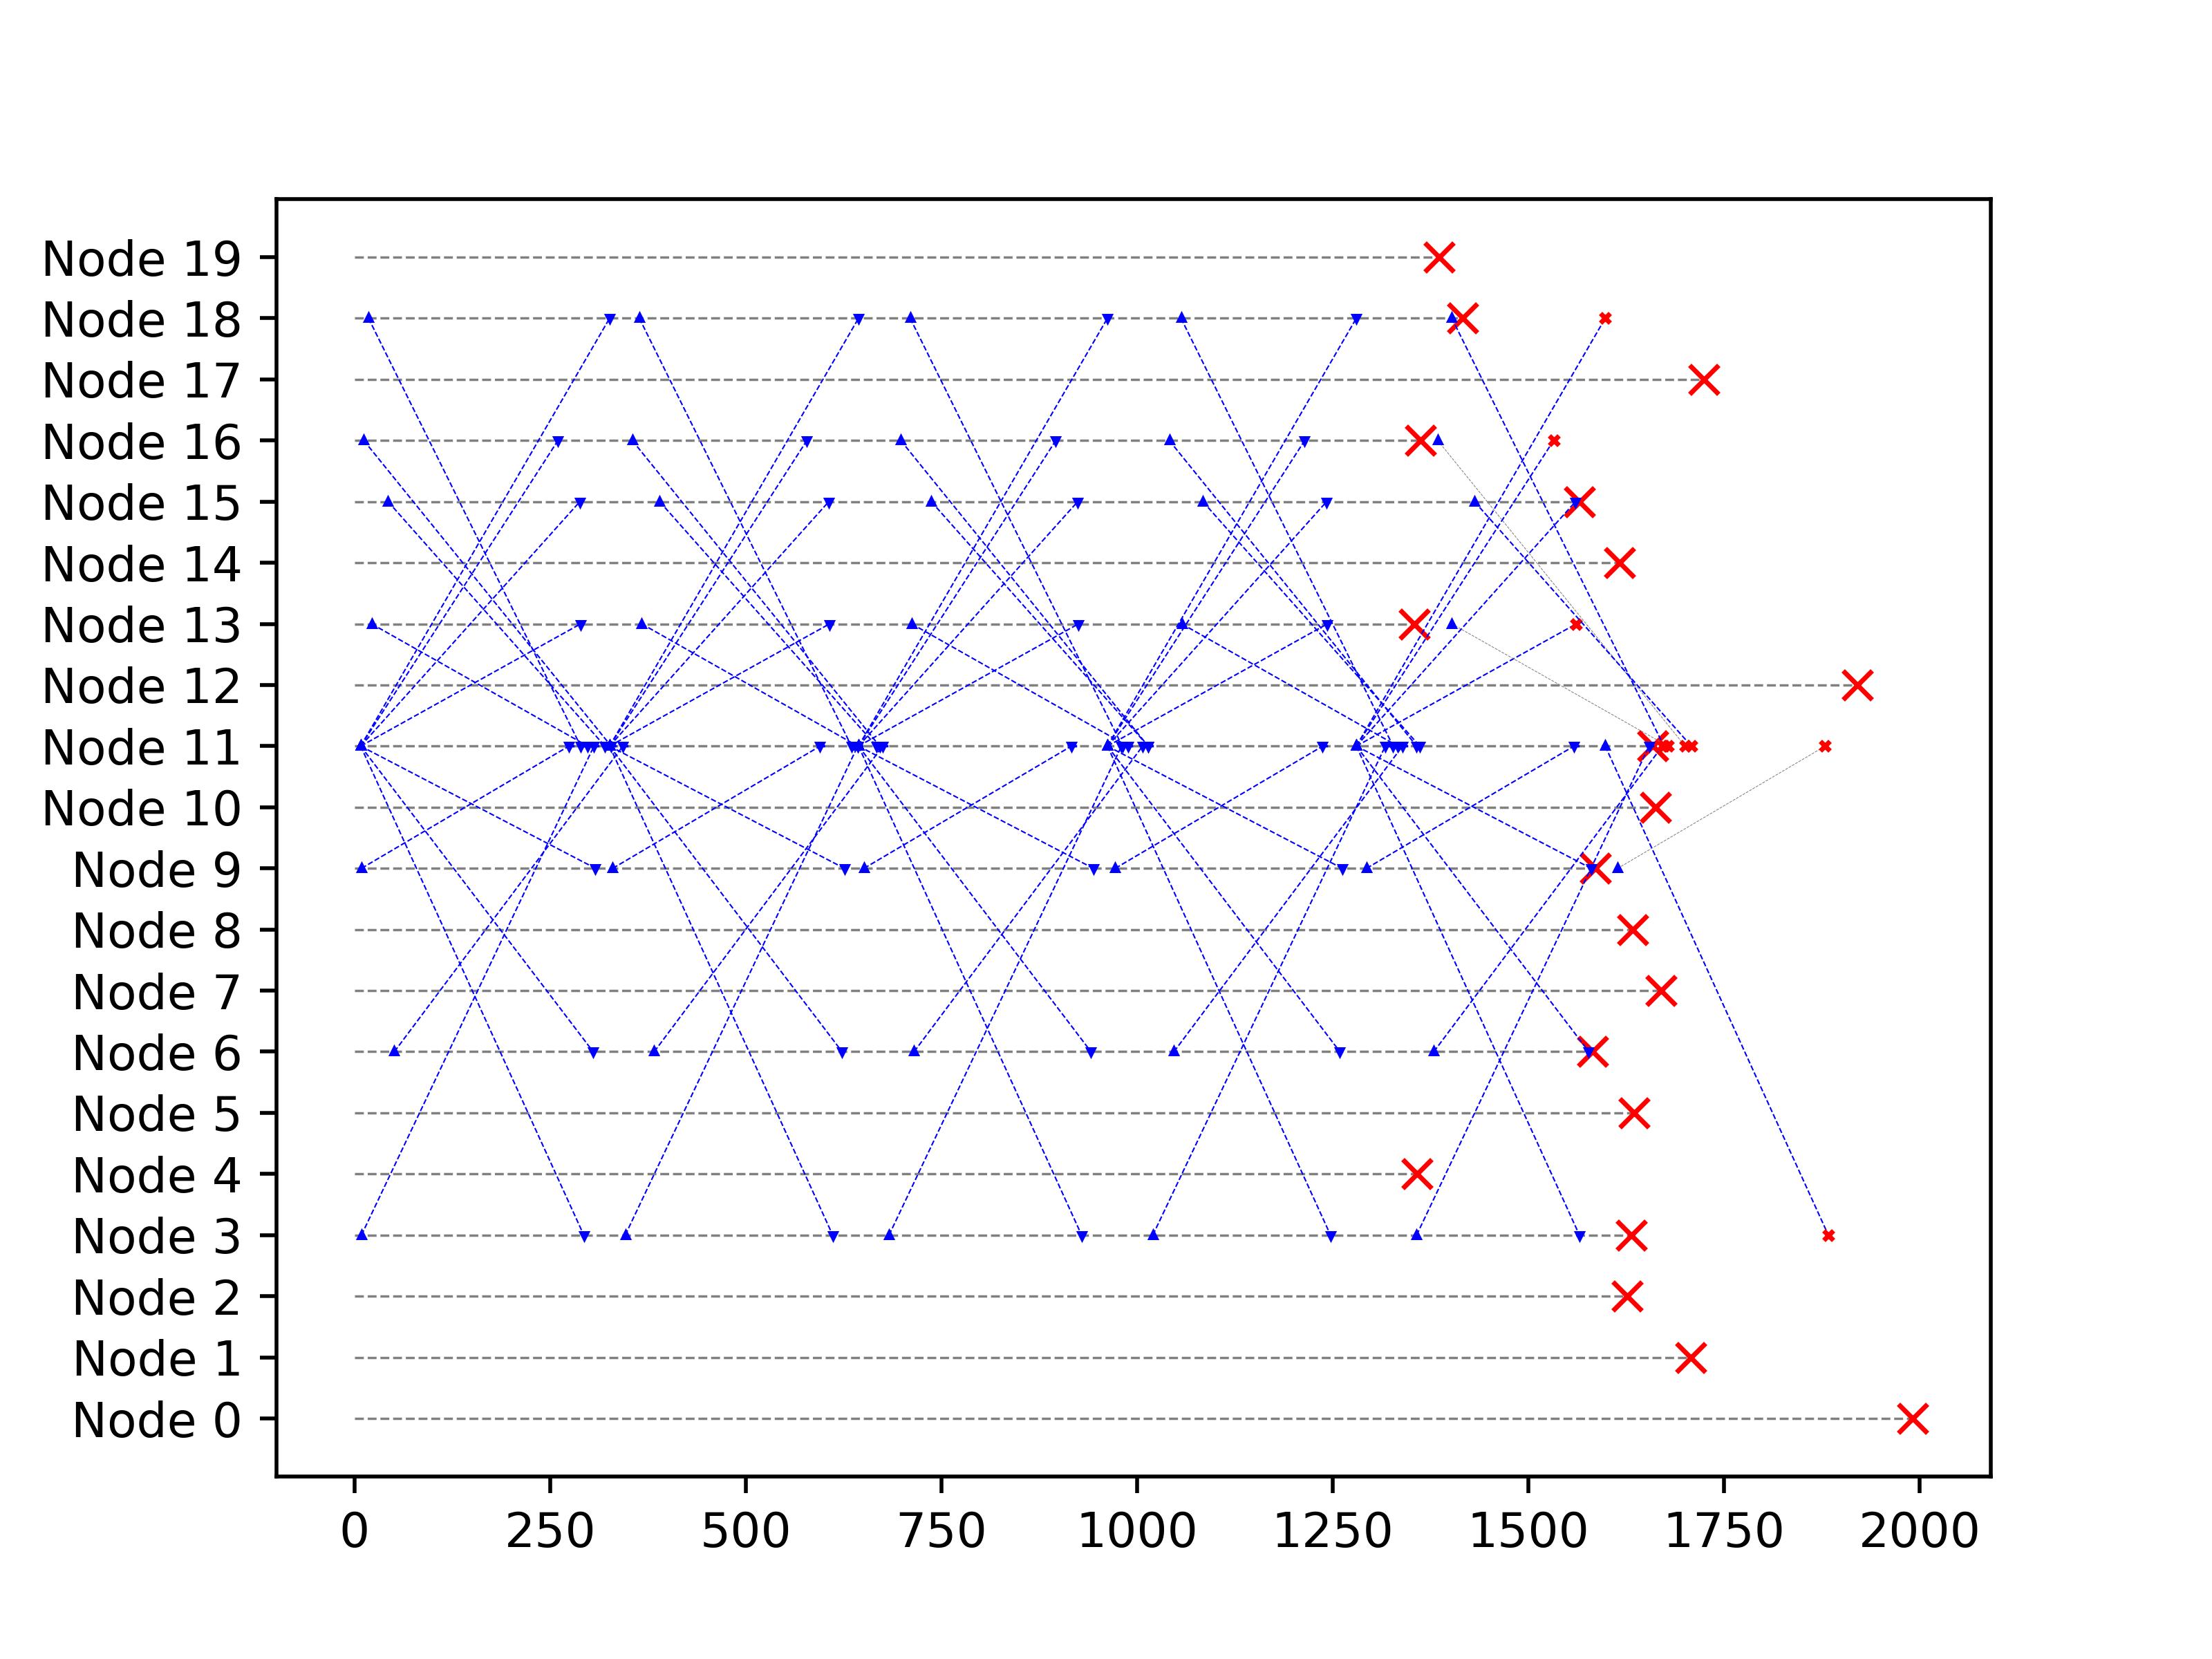 Node 19
Node 18
Node 17
Node 16
Node 15
Node 14
Node 13
Node 12
Node 11
Node 10
Node 9
Node 8
Node 7
Node 6
Node 5
Node 4
Node 3
Node 2
Node 1
Node 0
0 250 500 750 1000 1250 1500 1750 2000